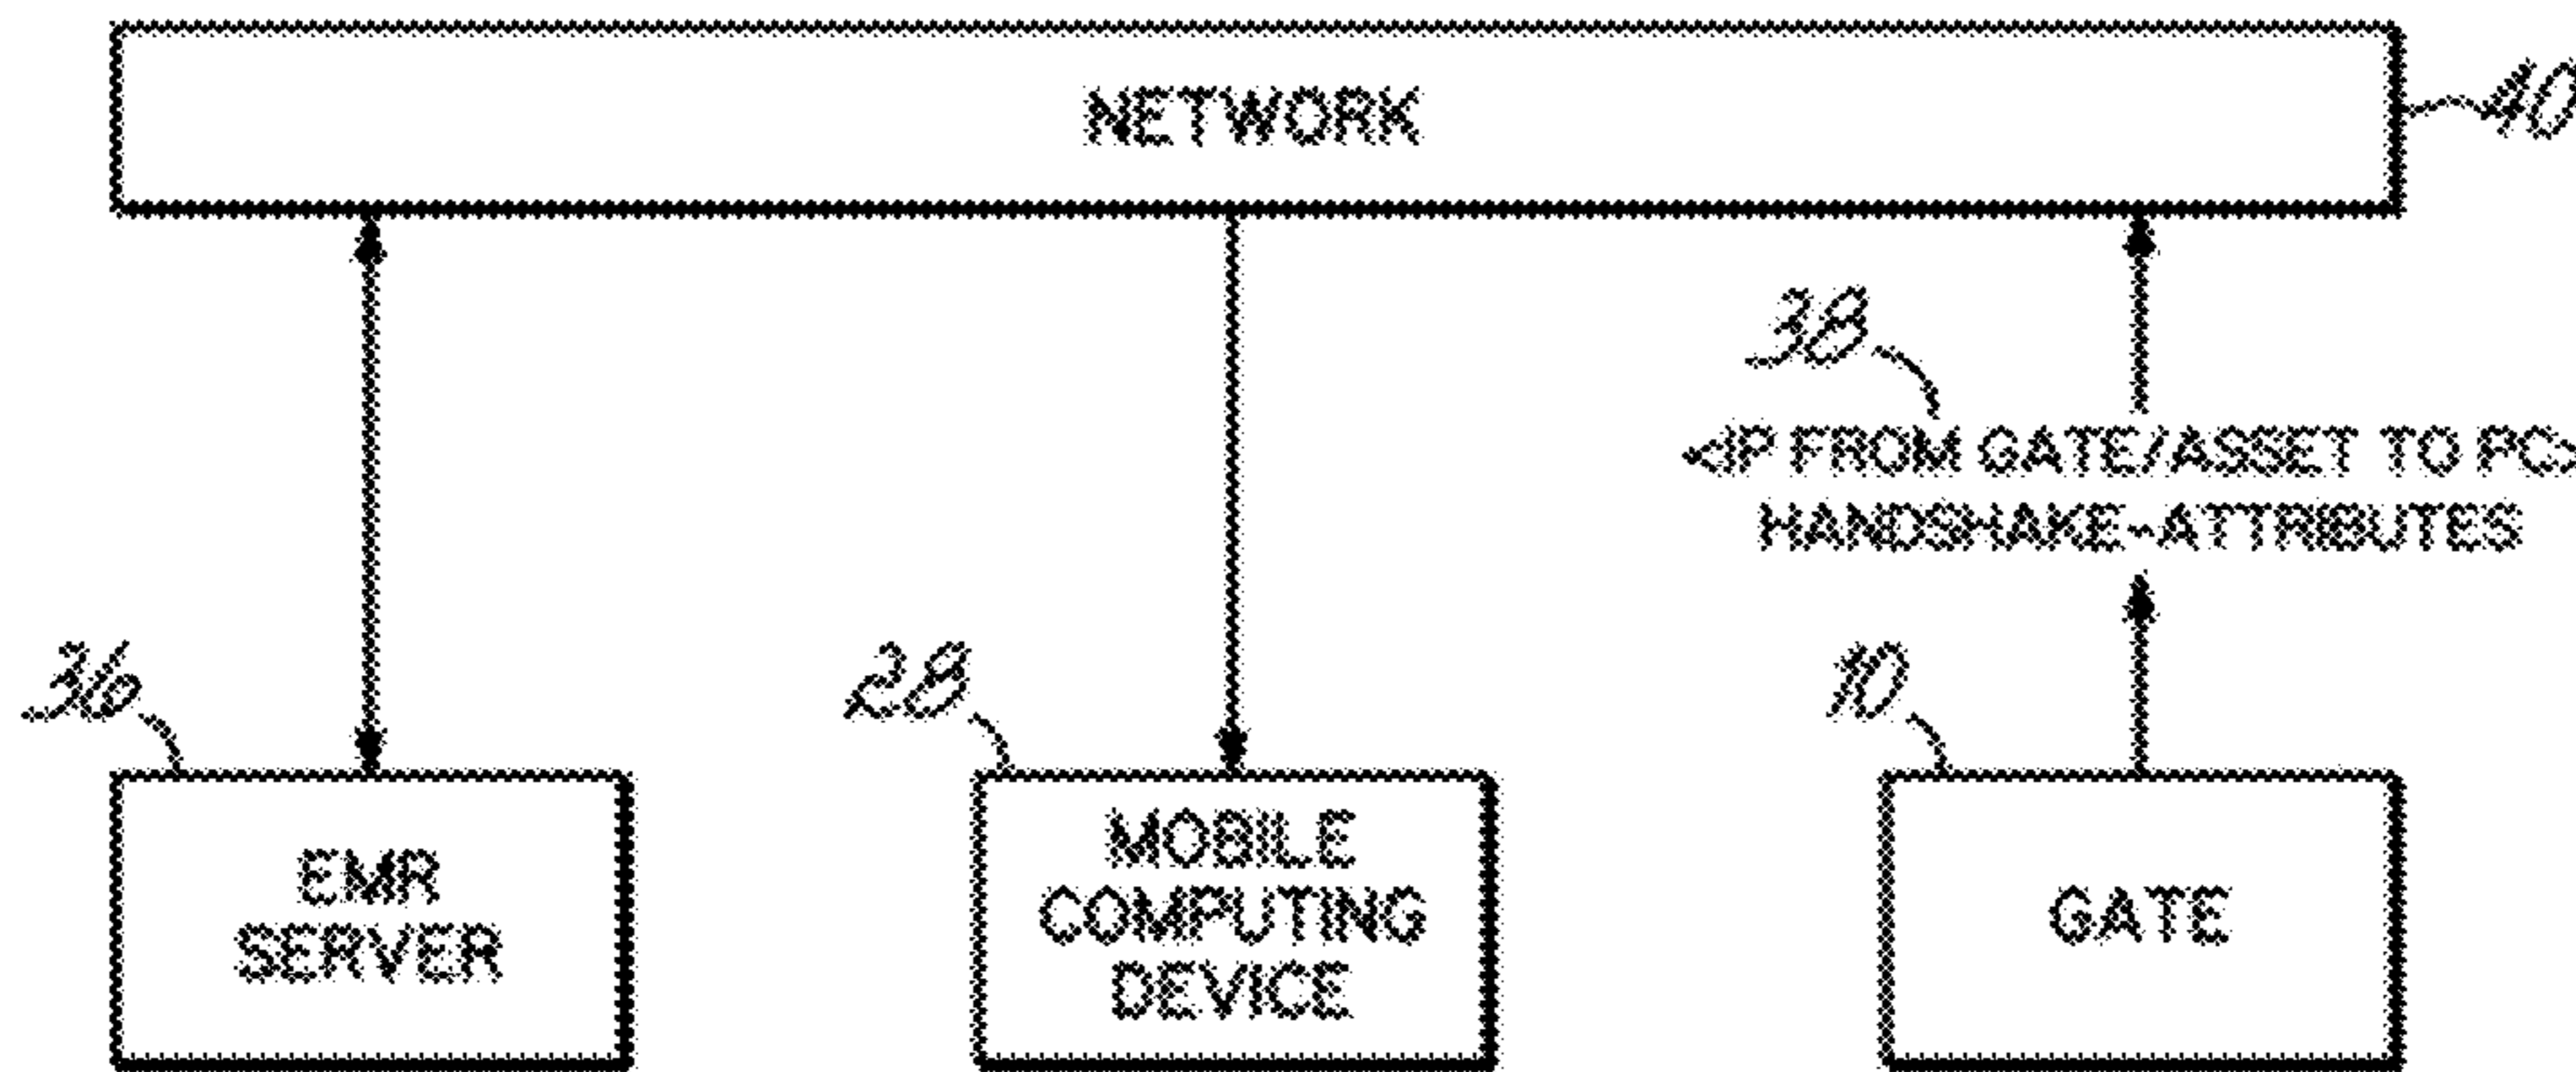 NETWORK
40
38
<IP FROM GATE/ASSET TO PC>
HANDSHAKE-ATTRIBUTES
36
28
10
EMR
SERVER
MOBILE
COMPUTING
DEVICE
GATE